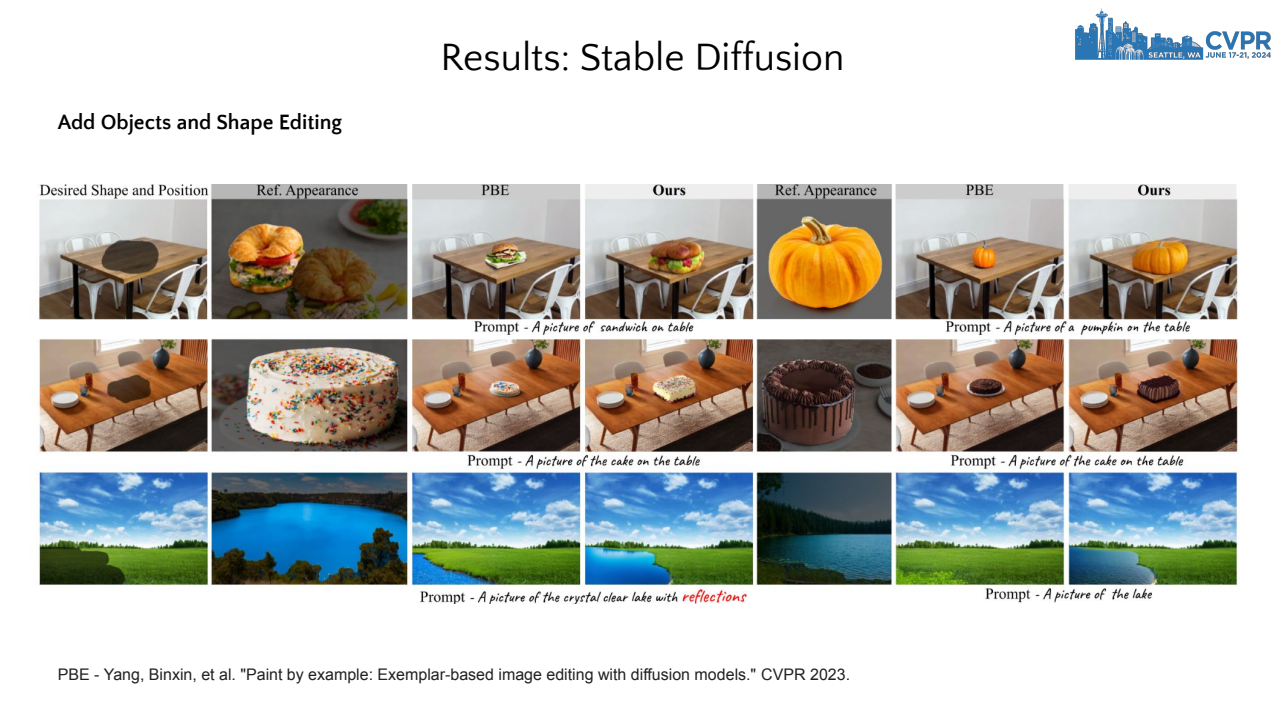 Results: Stable Diffusion
CVPR
SEATTLE, WA JUNE 17-21, 2024
Add Objects and Shape Editing
Desired Shape and Position Ref. Appearance PBE Ours Ref. Appearance PBE Ours
Prompt - A picture of sandwich on table
Prompt - A picture of a pumpkin on the table
Prompt - A picture of the cake on the table
Prompt - A picture of the cake on the table
Prompt - A picture of the crystal clear lake with reflections
Prompt - A picture of the lake
PBE - Yang, Binxin, et al. "Paint by example: Exemplar-based image editing with diffusion models." CVPR 2023.